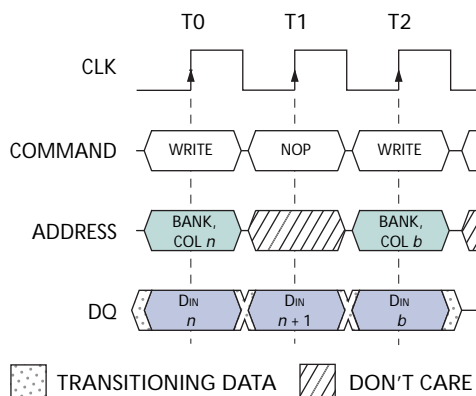 T0 T1 T2
CLK
COMMAND WRITE NOP WRITE
ADDRESS BANK, COL n BANK, COL b
DQ DIN n DIN n + 1 DIN b
TRANSITIONING DATA DON'T CARE